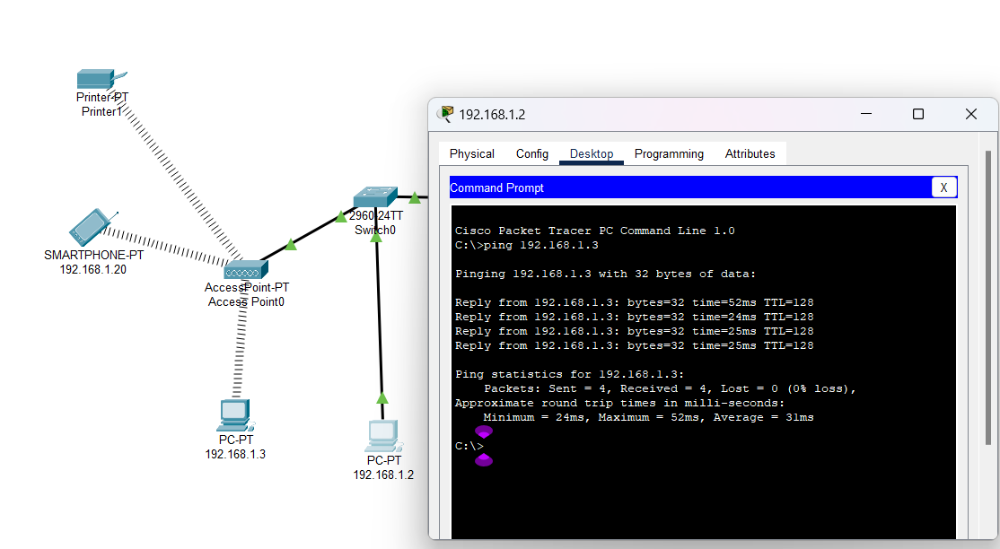 Printer-PT
Printer1
SMARTPHONE-PT
192.168.1.20
AccessPoint-PT
Access Point0
2960-24TT
Switch0
PC-PT
192.168.1.3
PC-PT
192.168.1.2
192.168.1.2
Physical Config Desktop Programming Attributes
Command Prompt
X
Cisco Packet Tracer PC Command Line 1.0
C:\>ping 192.168.1.3
Pinging 192.168.1.3 with 32 bytes of data:
Reply from 192.168.1.3: bytes=32 time=52ms TTL=128
Reply from 192.168.1.3: bytes=32 time=24ms TTL=128
Reply from 192.168.1.3: bytes=32 time=25ms TTL=128
Reply from 192.168.1.3: bytes=32 time=25ms TTL=128
Ping statistics for 192.168.1.3:
Packets: Sent = 4, Received = 4, Lost = 0 (0% loss),
Approximate round trip times in milli-seconds:
Minimum = 24ms, Maximum = 52ms, Average = 31ms
C:\>